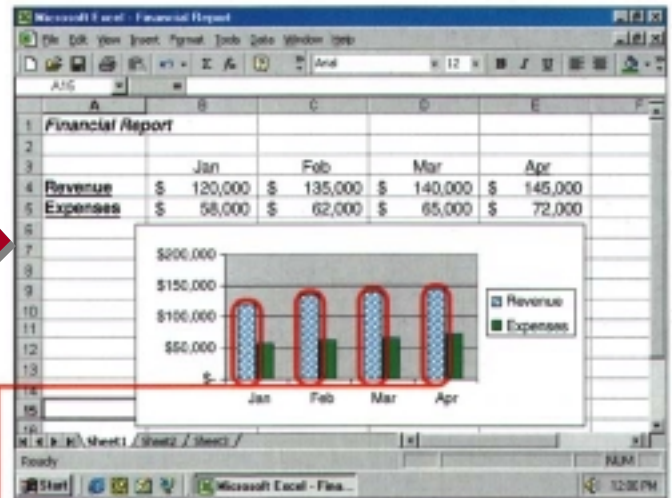 Microsoft Excel - Financial Report
File Edit View Insert Format Tools Data Window Help
Arial 12 B I U
A16 =
A B C D E F
1 Financial Report
2
3 Jan Feb Mar Apr
4 Revenue $ 120,000 $ 135,000 $ 140,000 $ 145,000
5 Expenses $ 58,000 $ 62,000 $ 65,000 $ 72,000
6
7
8
9
10
11
12
13
14
15
16
$200,000
$150,000
$100,000
$50,000
$-
Jan Feb Mar Apr
Revenue
Expenses
Sheet1 / Sheet2 / Sheet3 /
Ready NUM
Start Microsoft Excel - Fina... 12:00 PM